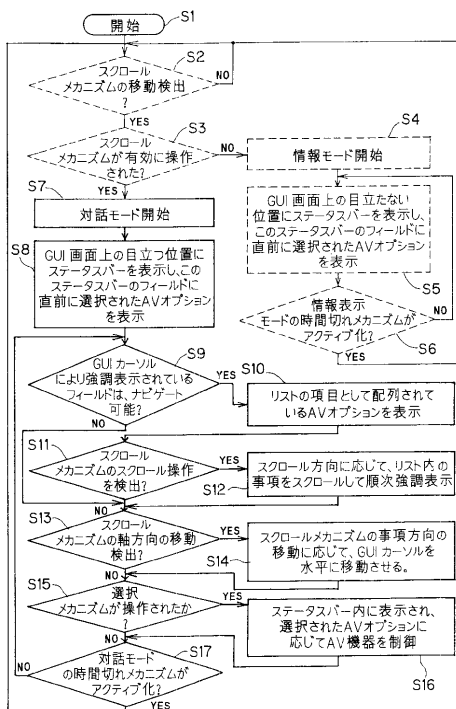 S1
開始
S2
スクロール
メカニズムの移動検出
?
NO
YES
S3
スクロール
メカニズムが有効に操作
された?
NO
YES
S4
情報モード開始
S7
対話モード開始
GUI画面上の目立たない
位置にステータスバーを表示し、
このステータスバーのフィールドに
直前に選択されたAVオプション
を表示
S5
S8
GUI画面上の目立つ位置に
ステータスバーを表示し、この
ステータスバーのフィールドに
直前に選択されたAVオプション
を表示
情報表示
モードの時間切れメカニズムが
アクティブ化?
NO
S6
YES
S9
GUIカーソル
により強調表示されている
フィールドは、ナビゲート
可能?
YES
NO
S10
リストの項目として配列されて
いるAVオプションを表示
S11
スクロール
メカニズムのスクロール操作
を検出?
YES
NO
S12
スクロール方向に応じて、リスト内の
事項をスクロールして順次強調表示
S13
スクロール
メカニズムの軸方向の移動
検出?
YES
NO
S14
スクロールメカニズムの事項方向の
移動に応じて、GUIカーソルを
水平に移動させる。
S15
選択
メカニズムが操作されたか
?
YES
NO
ステータスバー内に表示され、
選択されたAVオプションに
応じてAV機器を制御
S16
S17
対話モード
の時間切れメカニズムが
アクティブ化?
NO
YES